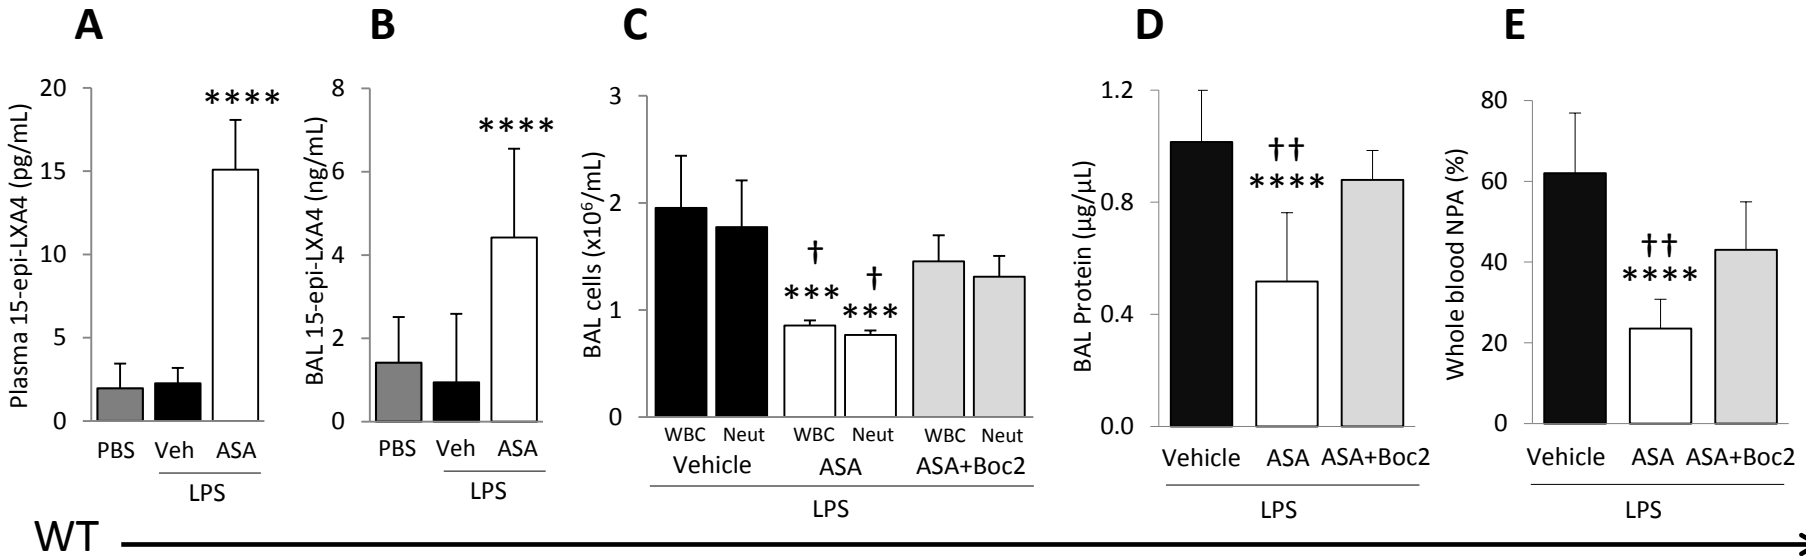 A
Plasma 15-epi-LXA4 (pg/mL)
20
15
10
5
0
****
PBS Veh ASA
LPS
B
BAL 15-epi-LXA4 (ng/mL)
8
6
4
2
0
****
PBS Veh ASA
LPS
C
BAL cells (x10⁶/mL)
3
2
1
0
† †
*** ***
WBC Neut WBC Neut WBC Neut
Vehicle ASA ASA+Boc2
LPS
D
BAL Protein (µg/µL)
1.2
0.8
0.4
0.0
††
****
Vehicle ASA ASA+Boc2
LPS
E
Whole blood NPA (%)
80
60
40
20
0
††
****
Vehicle ASA ASA+Boc2
LPS
WT